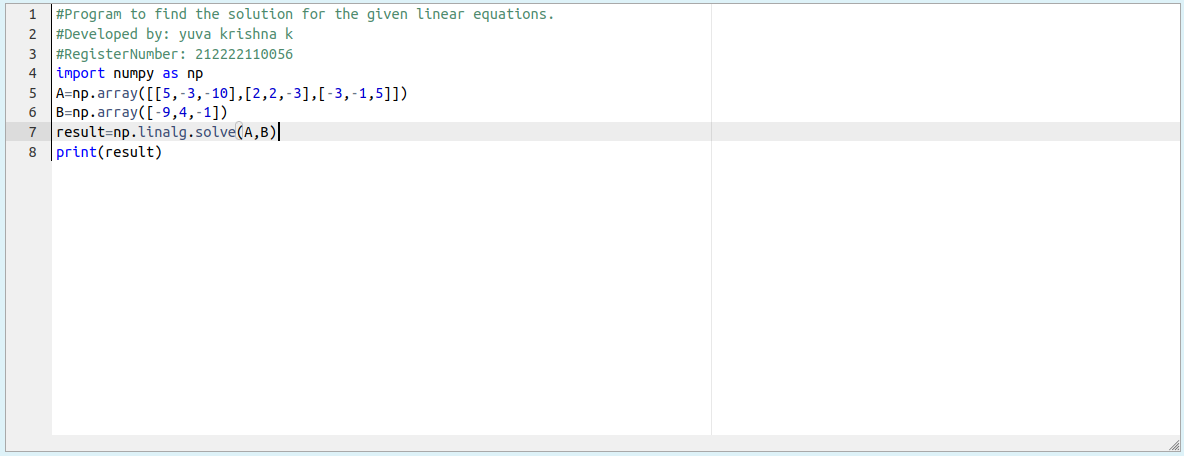 1 #Program to find the solution for the given linear equations.
2 #Developed by: yuva krishna k
3 #RegisterNumber: 212222110056
4 import numpy as np
5 A=np.array([[5,-3,-10],[2,2,-3],[-3,-1,5]])
6 B=np.array([-9,4,-1])
7 result=np.linalg.solve(A,B)
8 print(result)